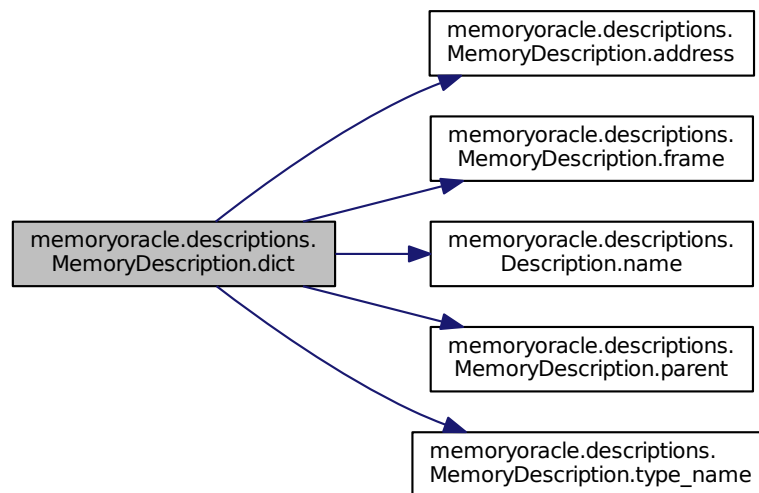 memoryoracle.descriptions.
MemoryDescription.address
memoryoracle.descriptions.
MemoryDescription.frame
memoryoracle.descriptions.
MemoryDescription.dict
memoryoracle.descriptions.
Description.name
memoryoracle.descriptions.
MemoryDescription.parent
memoryoracle.descriptions.
MemoryDescription.type_name